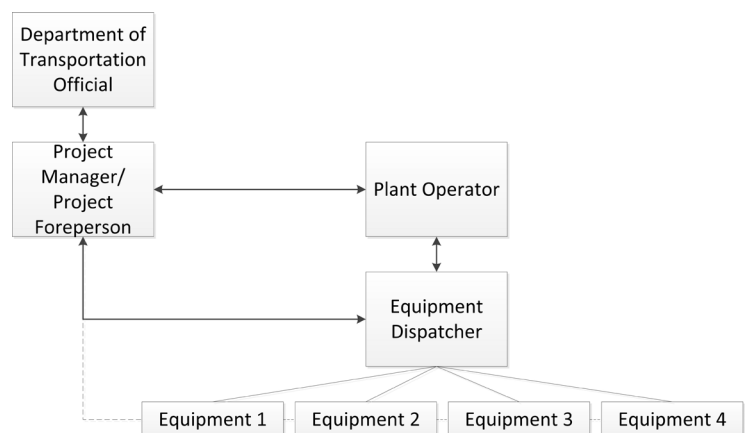 Department of
Transportation
Official
Project
Manager/
Project
Foreperson
Plant Operator
Equipment
Dispatcher
Equipment 1
Equipment 2
Equipment 3
Equipment 4